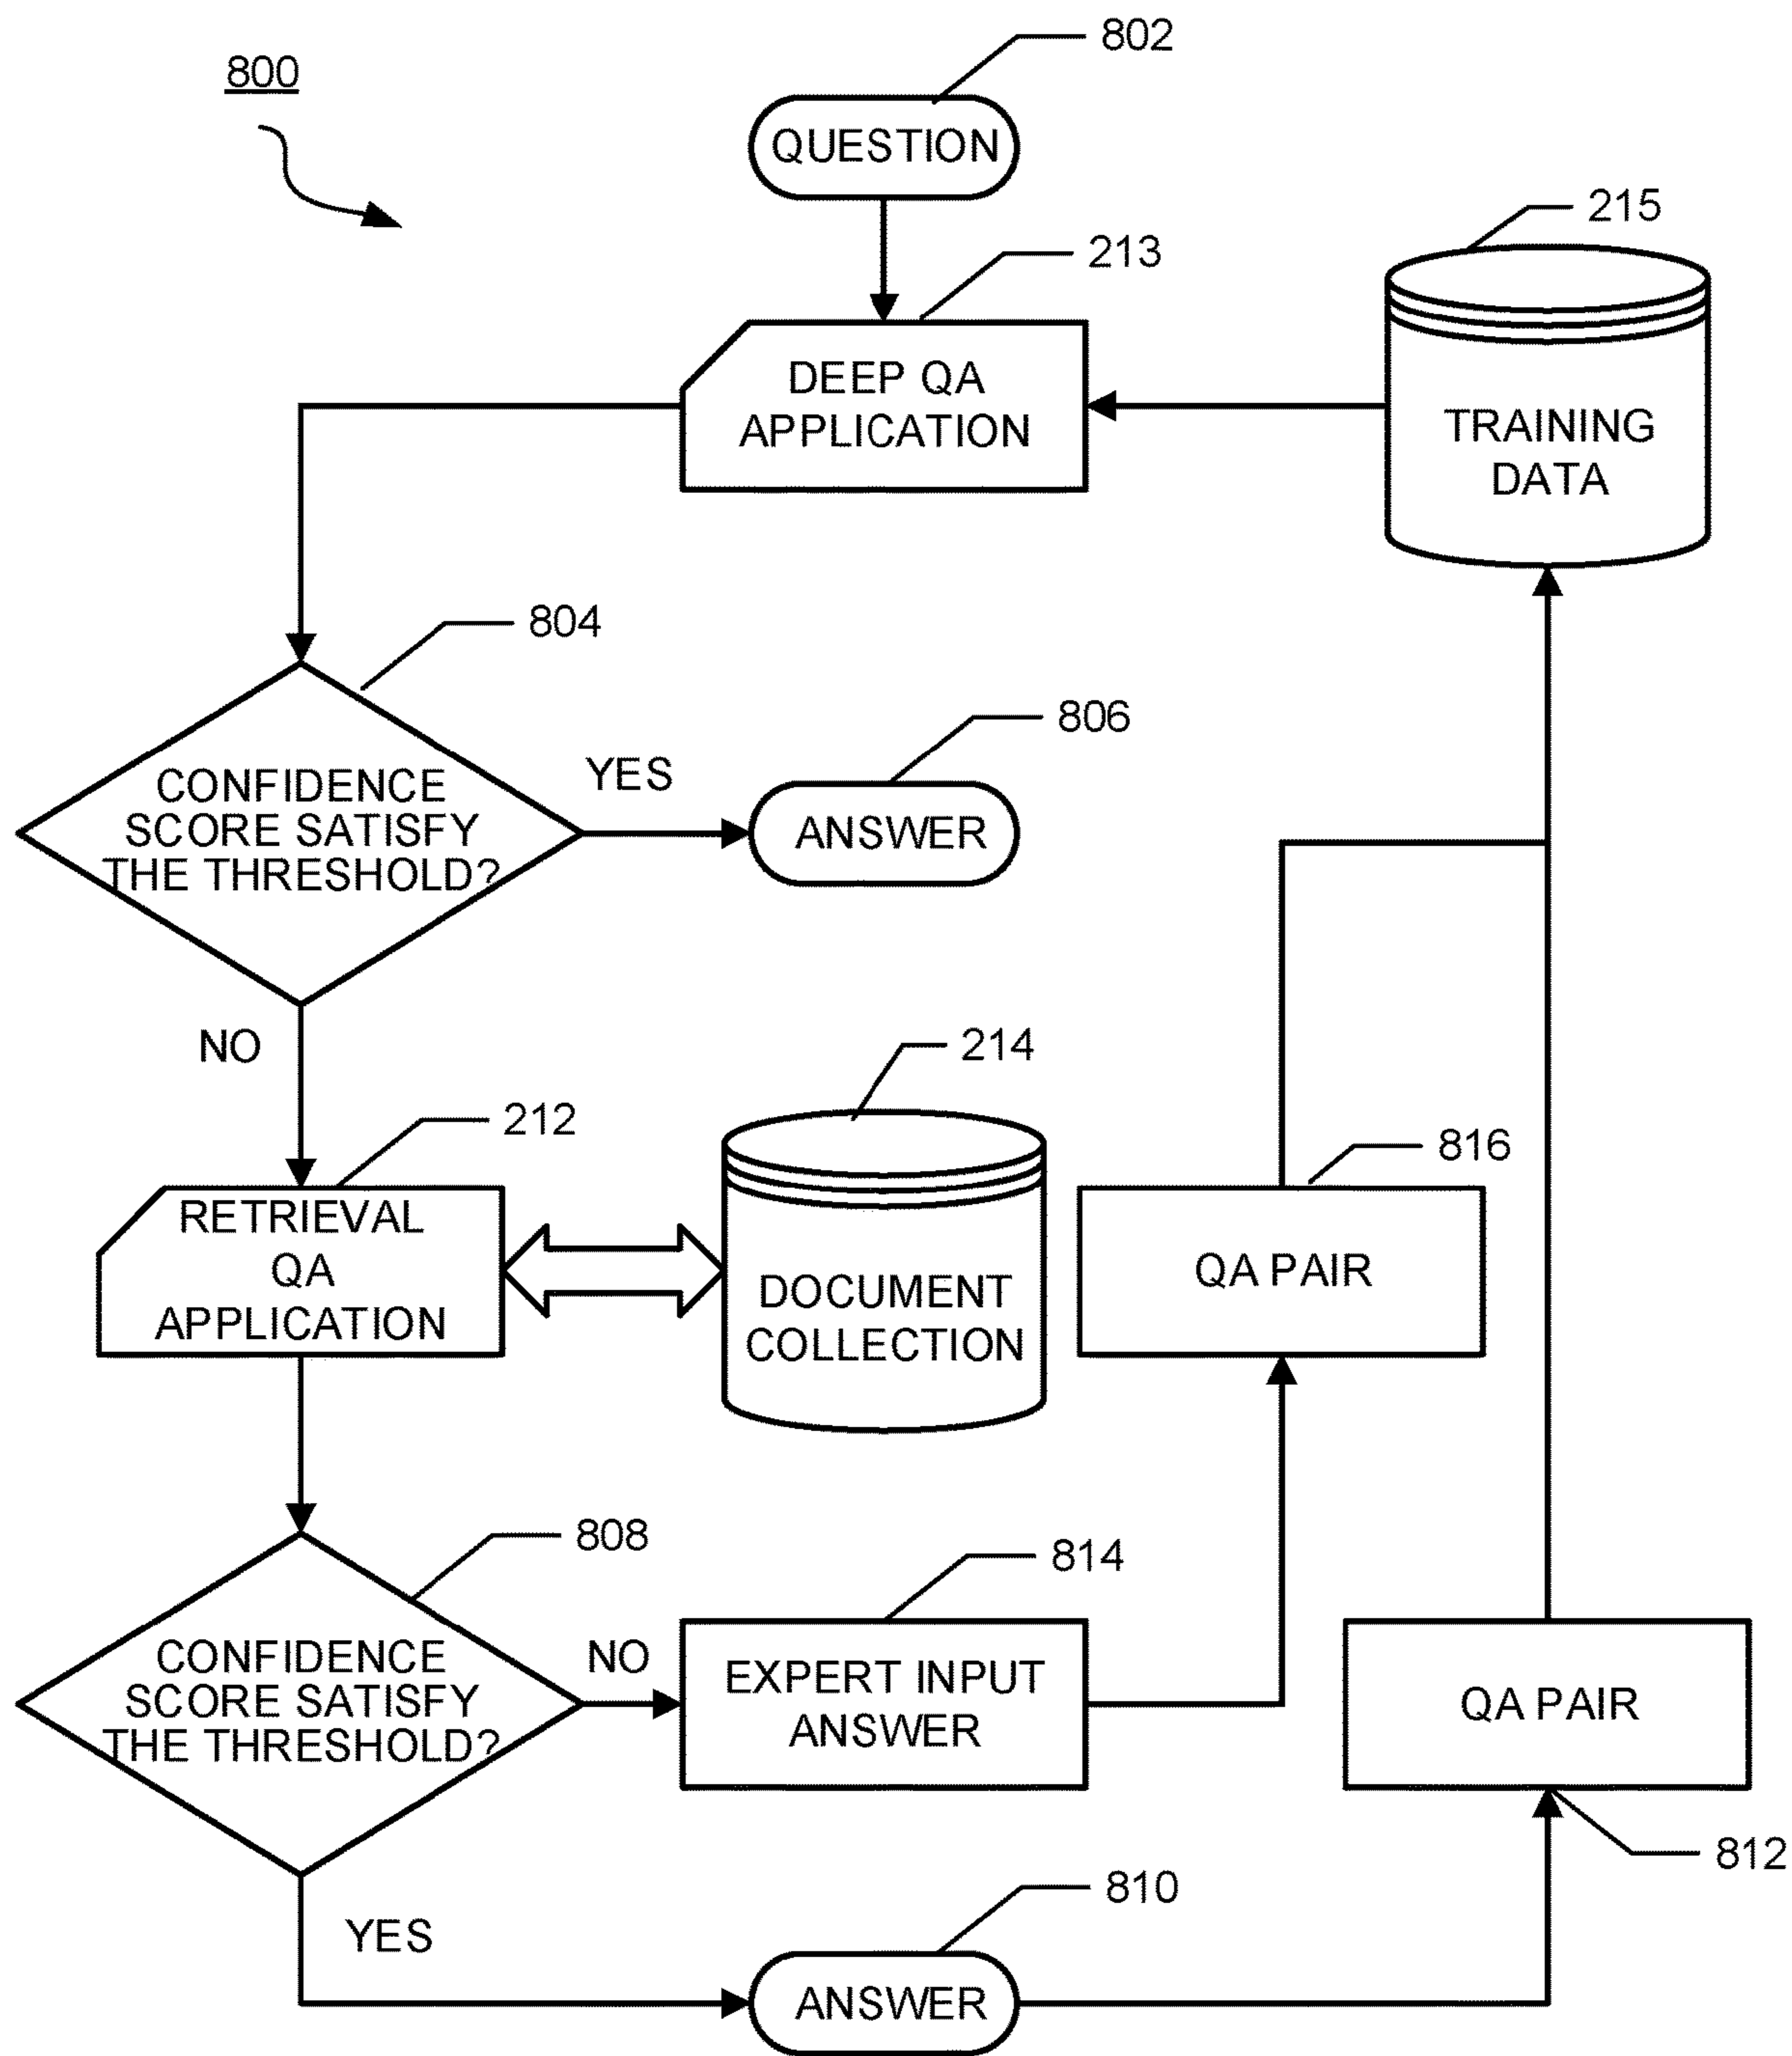 802
800
QUESTION
215
213
DEEP QA
APPLICATION
TRAINING
DATA
804
806
YES
CONFIDENCE
SCORE SATISFY
THE THRESHOLD?
ANSWER
NO
214
212
816
RETRIEVAL
QA
APPLICATION
DOCUMENT
COLLECTION
QA PAIR
808
814
NO
CONFIDENCE
SCORE SATISFY
THE THRESHOLD?
EXPERT INPUT
ANSWER
QA PAIR
812
810
YES
ANSWER